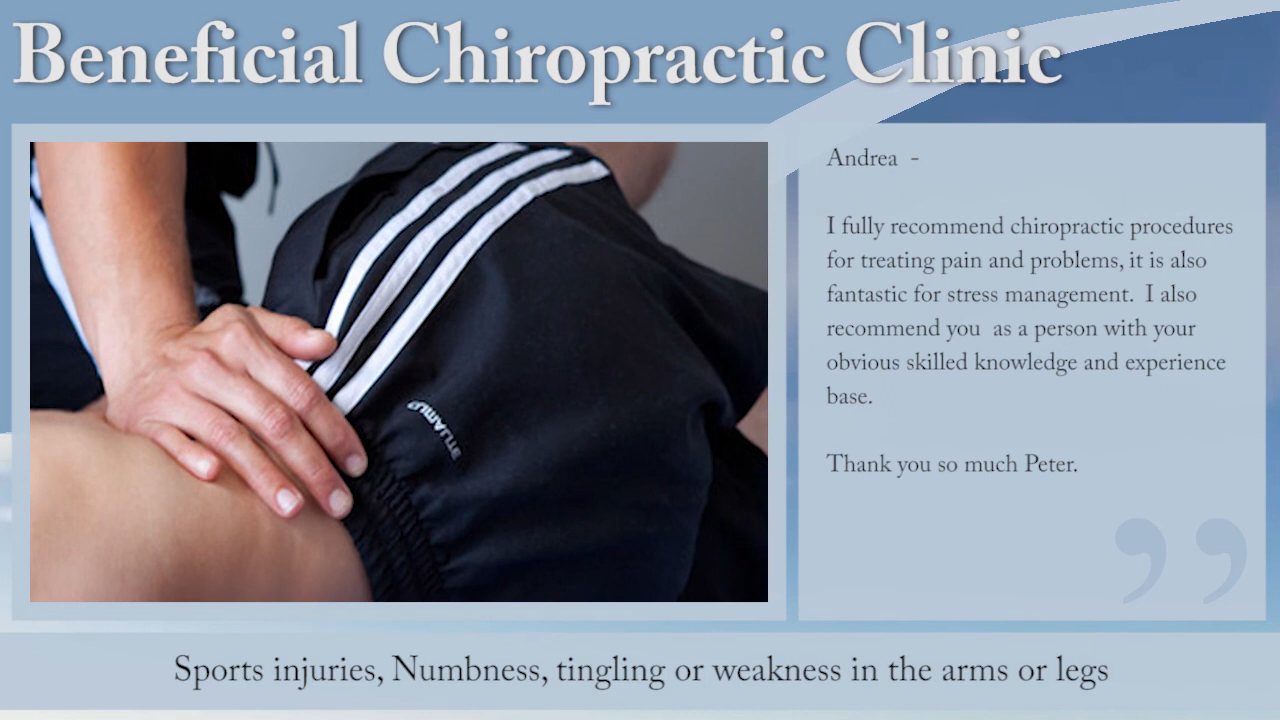 Beneficial Chiropractic Clinic
Andrea -
I fully recommend chiropractic procedures
for treating pain and problems, it is also
fantastic for stress management. I also
recommend you as a person with your
obvious skilled knowledge and experience
base.
Thank you so much Peter.
”
Sports injuries, Numbness, tingling or weakness in the arms or legs